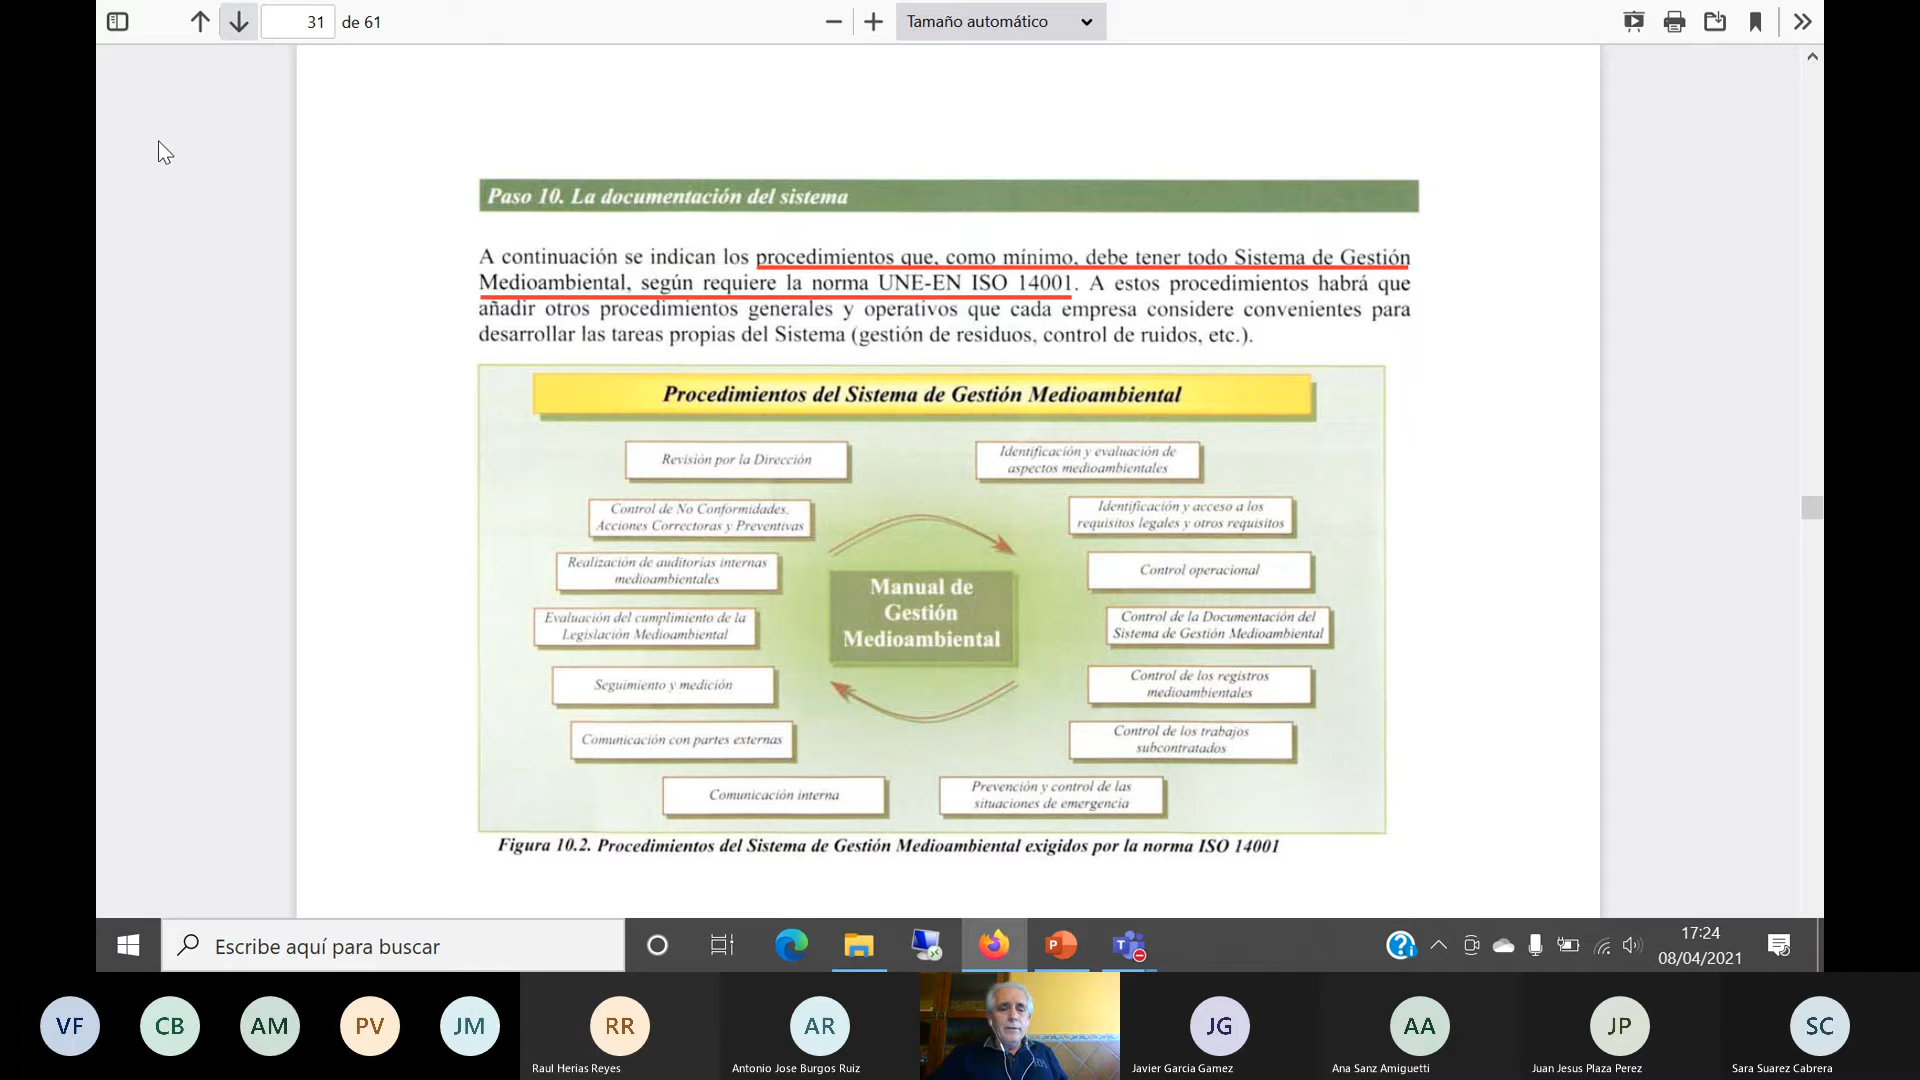 31 de 61
Tamaño automático
Paso 10. La documentación del sistema
A continuación se indican los procedimientos que, como mínimo, debe tener todo Sistema de Gestión
Medioambiental, según requiere la norma UNE-EN ISO 14001. A estos procedimientos habrá que
añadir otros procedimientos generales y operativos que cada empresa considere convenientes para
desarrollar las tareas propias del Sistema (gestión de residuos, control de ruidos, etc.).
Procedimientos del Sistema de Gestión Medioambiental
Revisión por la Dirección
Identificación y evaluación de
aspectos medioambientales
Control de No Conformidades,
Acciones Correctoras y Preventivas
Identificación y acceso a los
requisitos legales y otros requisitos
Realización de auditorías internas
medioambientales
Control operacional
Manual de
Gestión
Medioambiental
Evaluación del cumplimiento de la
Legislación Medioambiental
Control de la Documentación del
Sistema de Gestión Medioambiental
Seguimiento y medición
Control de los registros
medioambientales
Comunicación con partes externas
Control de los trabajos
subcontratados
Comunicación interna
Prevención y control de las
situaciones de emergencia
Figura 10.2. Procedimientos del Sistema de Gestión Medioambiental exigidos por la norma ISO 14001
Escribe aquí para buscar
17:24
08/04/2021
VF
CB
AM
PV
JM
RR
AR
JG
AA
JP
SC
Raul Herias Reyes
Antonio Jose Burgos Ruiz
Javier Garcia Gamez
Ana Sanz Amiguetti
Juan Jesus Plaza Perez
Sara Suarez Cabrera